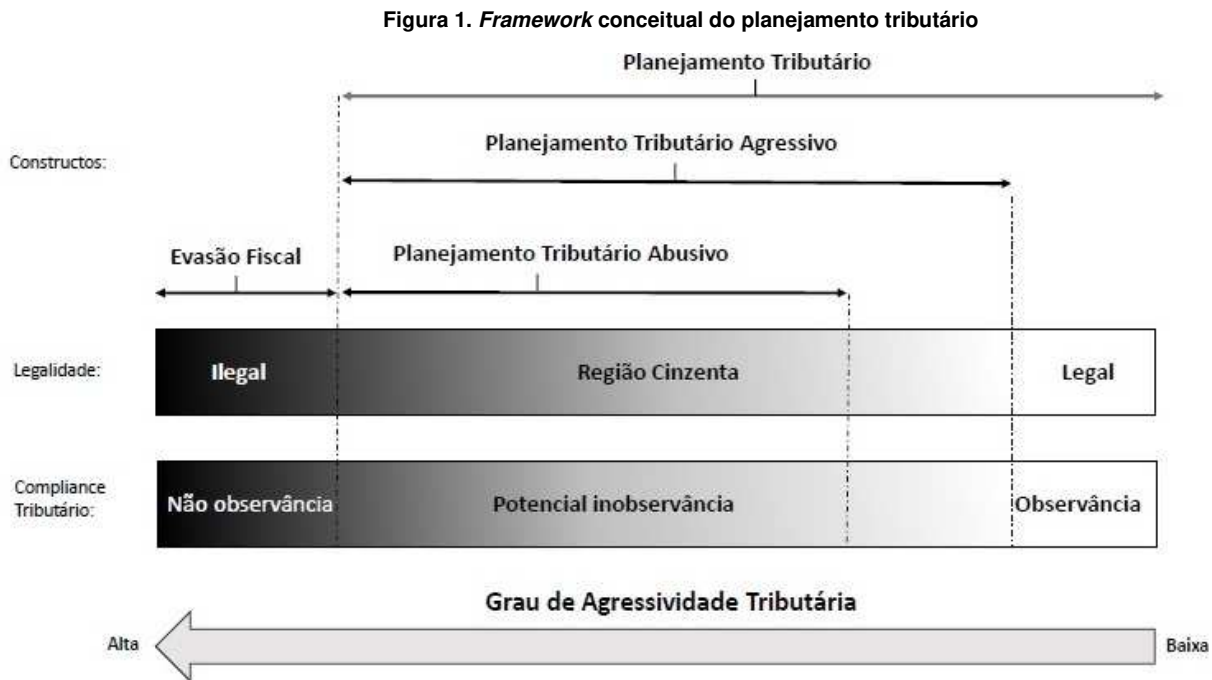 Figura 1. Framework conceitual do planejamento tributário
Planejamento Tributário
Constructos:
Planejamento Tributário Agressivo
Evasão Fiscal
Planejamento Tributário Abusivo
Legalidade:
Ilegal
Região Cinzenta
Legal
Compliance
Tributário:
Não observância
Potencial inobservância
Observância
Grau de Agressividade Tributária
Alta
Baixa